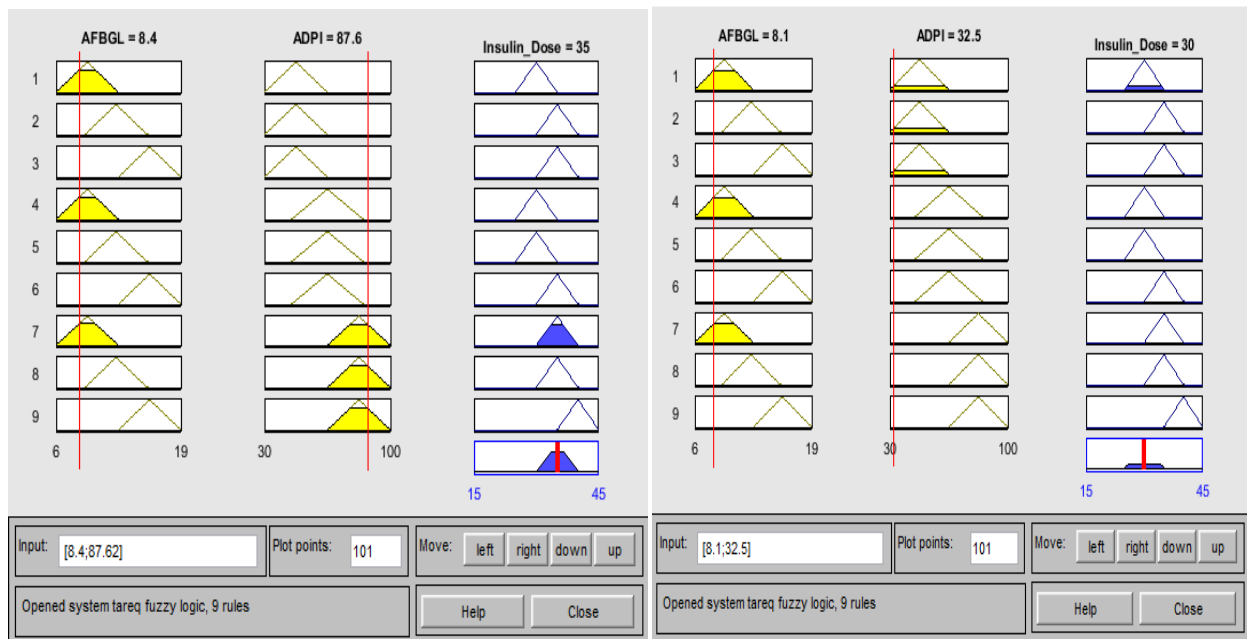 AFBGL = 8.4 ADPI = 87.6 Insulin_Dose = 35
1
2
3
4
5
6
7
8
9
6 19 30 100
15 45
Input: [8.4;87.62] Plot points: 101 Move: left right down up
Opened system tareq fuzzy logic, 9 rules Help Close
AFBGL = 8.1 ADPI = 32.5 Insulin_Dose = 30
1
2
3
4
5
6
7
8
9
6 19 30 100
15 45
Input: [8.1;32.5] Plot points: 101 Move: left right down up
Opened system tareq fuzzy logic, 9 rules Help Close